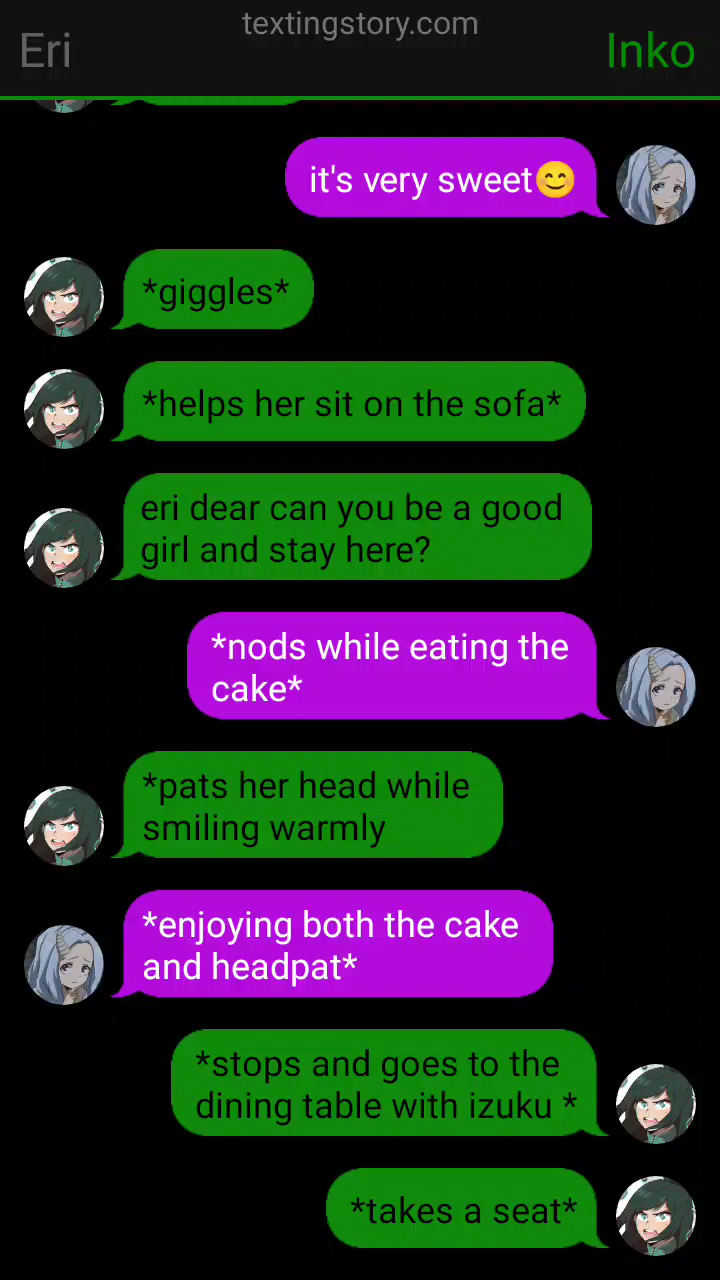 textingstory.com
Eri
Inko
it's very sweet😊
*giggles*
*helps her sit on the sofa*
eri dear can you be a good
girl and stay here?
*nods while eating the
cake*
*pats her head while
smiling warmly
*enjoying both the cake
and headpat*
*stops and goes to the
dining table with izuku *
*takes a seat*